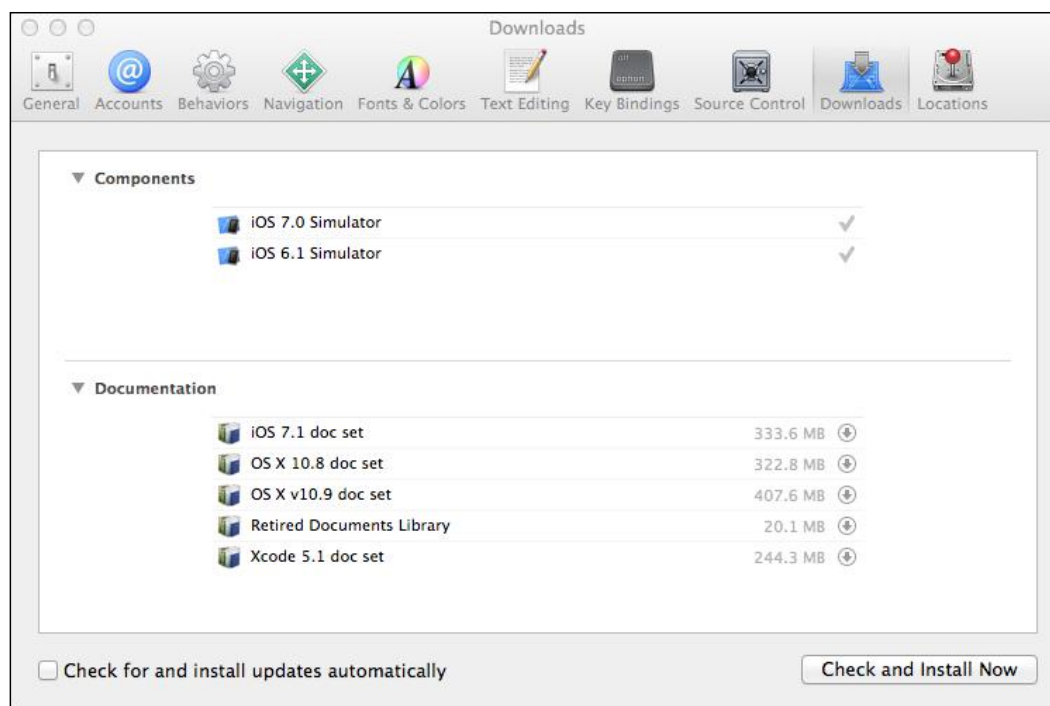 Downloads
General Accounts Behaviors Navigation Fonts & Colors Text Editing Key Bindings Source Control Downloads Locations
Components
iOS 7.0 Simulator
iOS 6.1 Simulator
Documentation
iOS 7.1 doc set 333.6 MB
OS X 10.8 doc set 322.8 MB
OS X v10.9 doc set 407.6 MB
Retired Documents Library 20.1 MB
Xcode 5.1 doc set 244.3 MB
Check for and install updates automatically Check and Install Now